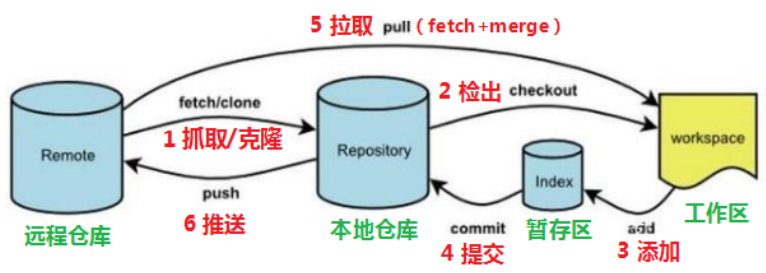 5 拉取 pull（fetch+merge）
fetch/clone
2 检出 checkout
1 抓取/克隆
Remote
Repository
workspace
Index
push
6 推送
commit
add
工作区
远程仓库
本地仓库
4 提交
暂存区
3 添加